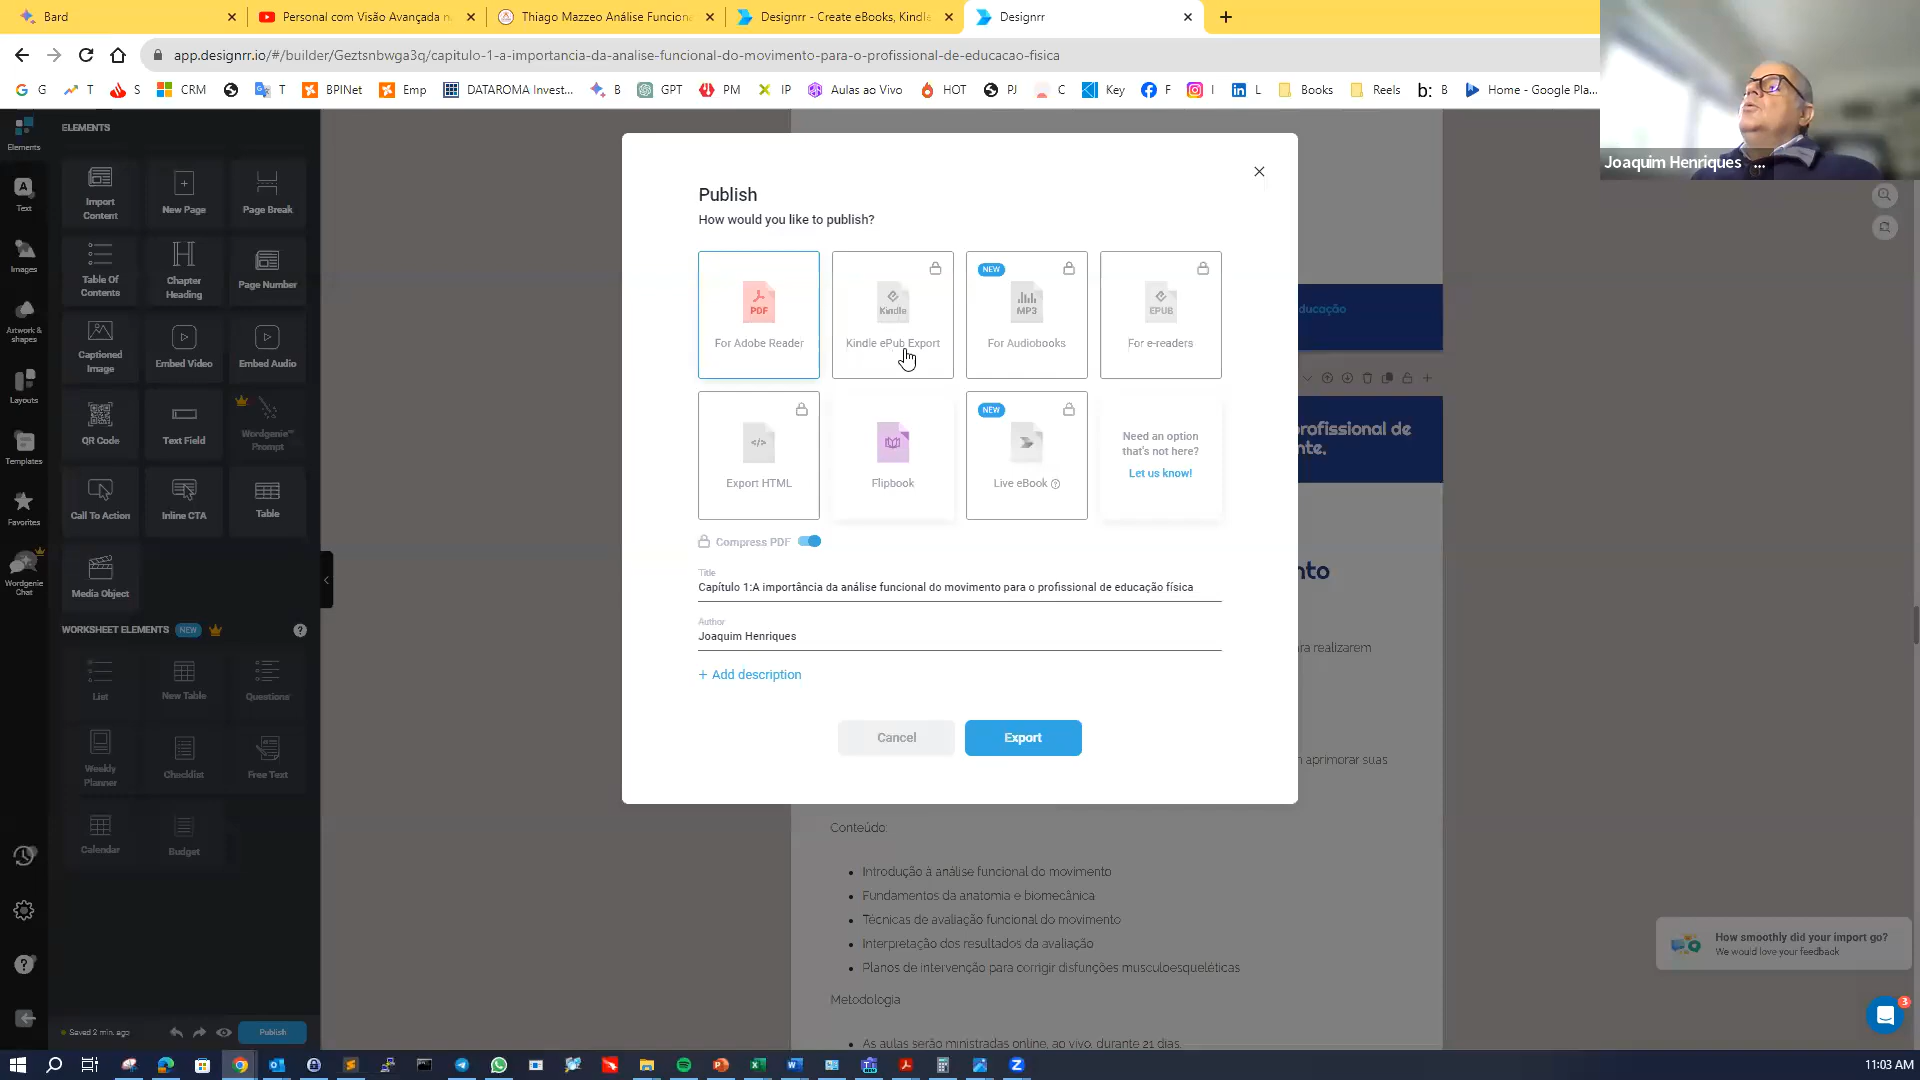 Bard
Personal com Visão Avançada n
Thiago Mazzeo Análise Funciona
Designrr - Create eBooks, Kindle
Designrr
app.designrr.io/#/builder/Geztsnbwga3q/capitulo-1-a-importancia-da-analise-funcional-do-movimento-para-o-profissional-de-educacao-fisica
G
T
S
CRM
T
BPINet
Emp
DATAROMA Invest...
B
GPT
PM
IP
Aulas ao Vivo
HOT
PJ
C
Key
F
I
L
Books
Reels
b: B
Home - Google Pla...
Joaquim Henriques ...
Elements
Text
Images
Artwork &
shapes
Layouts
Templates
Favorites
Wordgenie
Chat
ELEMENTS
Import
Content
New Page
Page Break
Table Of
Contents
Chapter
Heading
Page Number
Captioned
Image
Embed Video
Embed Audio
QR Code
Text Field
Wordgenie™
Prompt
Call To Action
Inline CTA
Table
Media Object
WORKSHEET ELEMENTS NEW
List
New Table
Questions
Weekly
Planner
Checklist
Free Text
Calendar
Budget
Saved 2 min. ago
Publish
Publish
How would you like to publish?
PDF
For Adobe Reader
Kindle
Kindle ePub Export
NEW
MP3
For Audiobooks
EPUB
For e-readers
Export HTML
Flipbook
NEW
Live eBook
Need an option
that's not here?
Let us know!
Compress PDF
Title
Capítulo 1:A importância da análise funcional do movimento para o profissional de educação física
Author
Joaquim Henriques
+ Add description
Cancel
Export
ducação
rofissional de
nte.
nto
ra realizarem
n aprimorar suas
Conteúdo:
Introdução à análise funcional do movimento
Fundamentos da anatomia e biomecânica
Técnicas de avaliação funcional do movimento
Interpretação dos resultados da avaliação
Planos de intervenção para corrigir disfunções musculoesqueléticas
Metodologia
As aulas serão ministradas online, ao vivo, durante 21 dias.
How smoothly did your import go?
We would love your feedback
3
11:03 AM